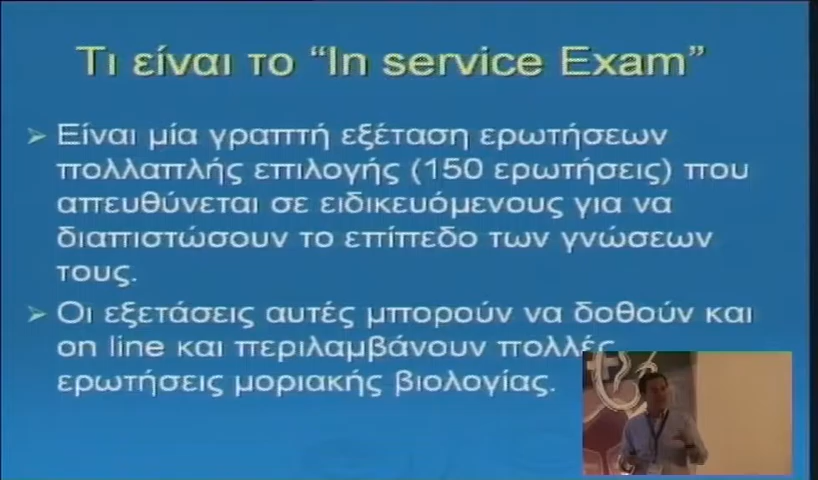 Τι είναι το “In service Exam”
Είναι μία γραπτή εξέταση ερωτήσεων
πολλαπλής επιλογής (150 ερωτήσεις) που
απευθύνεται σε ειδικευόμενους για να
διαπιστώσουν το επίπεδο των γνώσεων
τους.
Οι εξετάσεις αυτές μπορούν να δοθούν και
on line και περιλαμβάνουν πολλές
ερωτήσεις μοριακής βιολογίας.